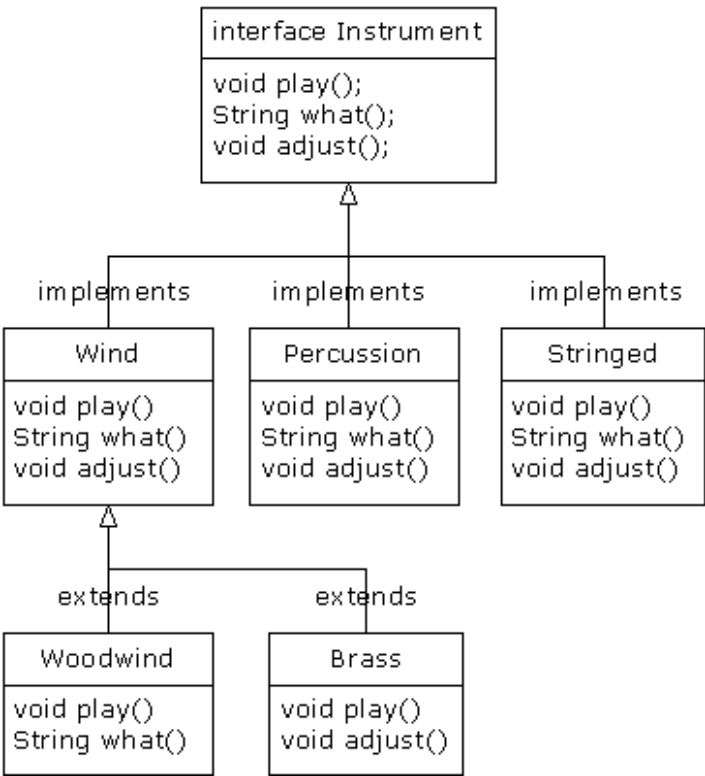 interface Instrument
void play();
String what();
void adjust();
implements
implements
implements
Wind
void play()
String what()
void adjust()
Percussion
void play()
String what()
void adjust()
Stringed
void play()
String what()
void adjust()
extends
extends
Woodwind
void play()
String what()
Brass
void play()
void adjust()